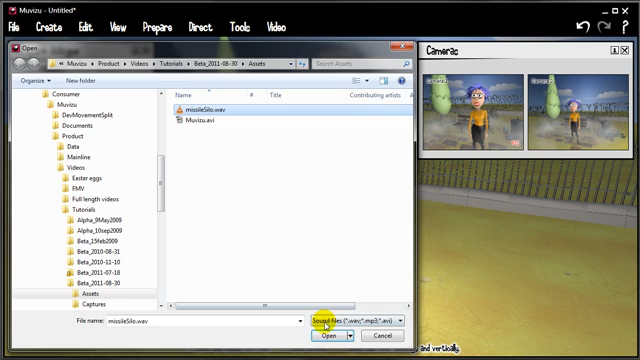 Muvizu - Untitled*
File Create Edit View Prepare Direct Tools Video
Open
Muvizu Product Videos Tutorials Beta_2011-08-30 Assets
Search Assets
Organize New folder
Name # Title Contributing artists
Consumer
Muvizu
DevMovementSplit
Documents
Product
Data
Mainline
Videos
Easter eggs
FMV
Full length videos
Tutorials
Alpha_9May2009
Alpha_10sep2009
Beta_15feb2009
Beta_2010-08-31
Beta_2010-11-10
Beta_2011-07-18
Beta_2011-08-30
Assets
Captures
missileSilo.wav
Muvizu.avi
File name: missileSilo.wav
Sound files (*.wav;*.mp3;*.avi)
Open Cancel
Cameras
Camera 1
Camera 2
and vertically.